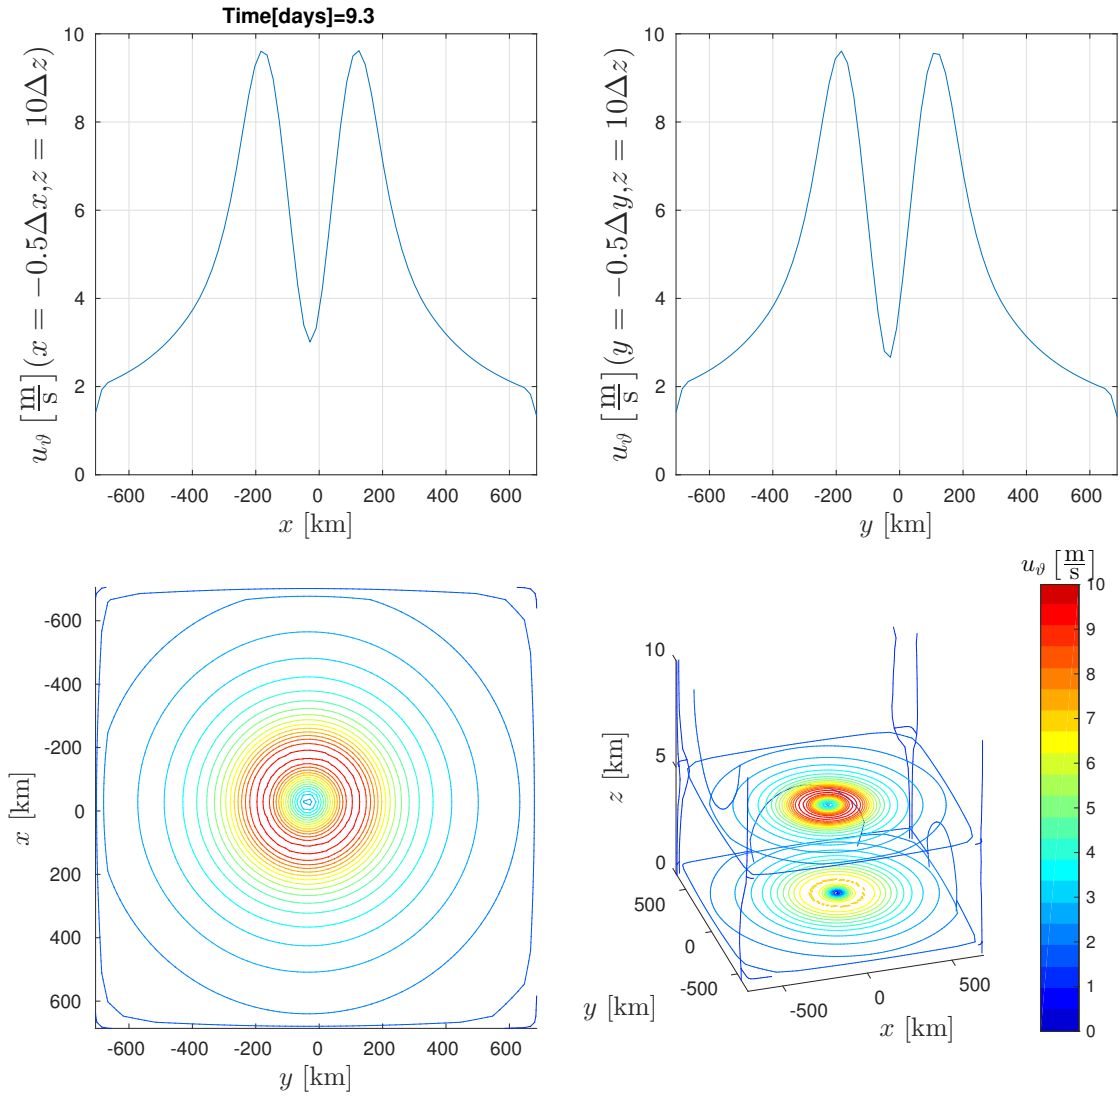 Time[days]=9.3
u_ϑ [m/s] (x = −0.5Δx, z = 10Δz)
10
8
6
4
2
0
-600 -400 -200 0 200 400 600
x [km]
u_ϑ [m/s] (y = −0.5Δy, z = 10Δz)
10
8
6
4
2
0
-600 -400 -200 0 200 400 600
y [km]
x [km]
-600
-400
-200
0
200
400
600
-600 -400 -200 0 200 400 600
y [km]
z [km]
10
5
0
500
0
-500
y [km]
-500 0 500
x [km]
u_ϑ [m/s]
10
9
8
7
6
5
4
3
2
1
0